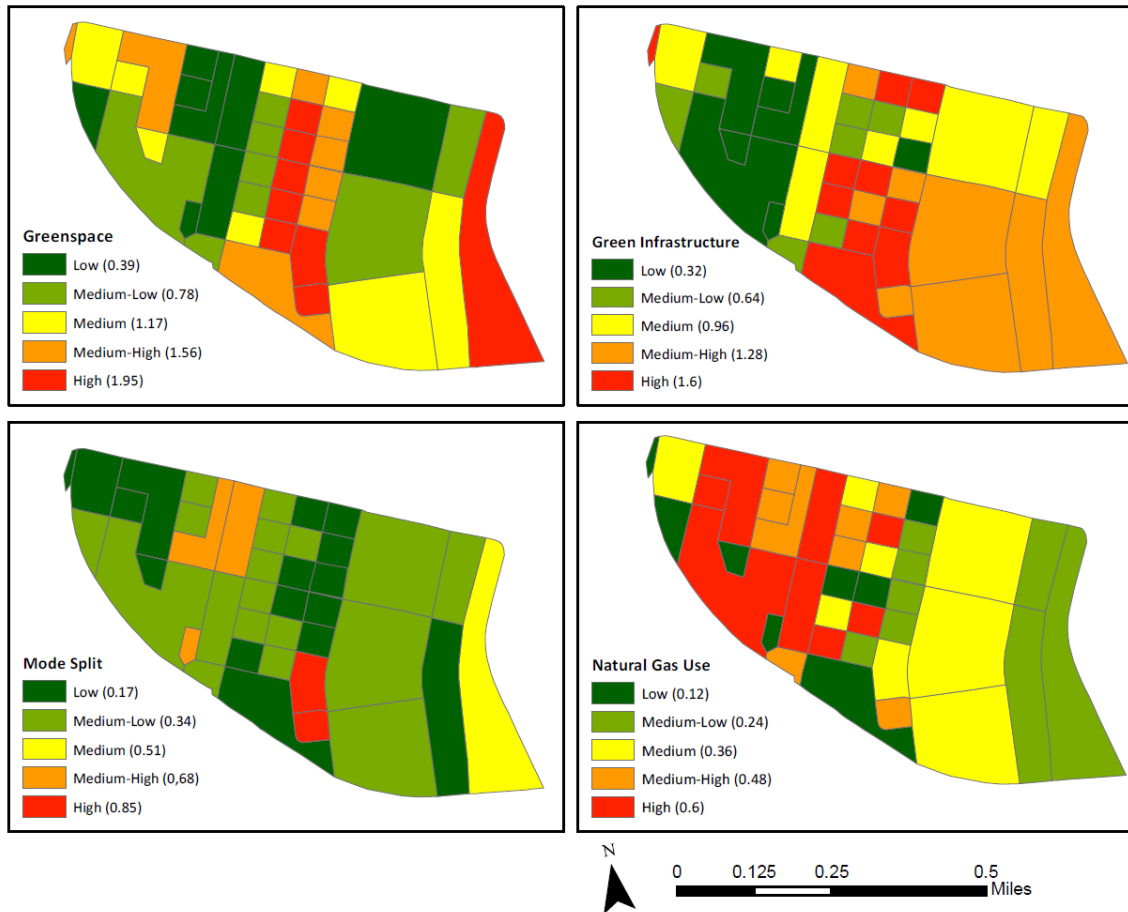 Greenspace
Low (0.39)
Medium-Low (0.78)
Medium (1.17)
Medium-High (1.56)
High (1.95)
Green Infrastructure
Low (0.32)
Medium-Low (0.64)
Medium (0.96)
Medium-High (1.28)
High (1.6)
Mode Split
Low (0.17)
Medium-Low (0.34)
Medium (0.51)
Medium-High (0,68)
High (0.85)
Natural Gas Use
Low (0.12)
Medium-Low (0.24)
Medium (0.36)
Medium-High (0.48)
High (0.6)
N
0 0.125 0.25 0.5
Miles